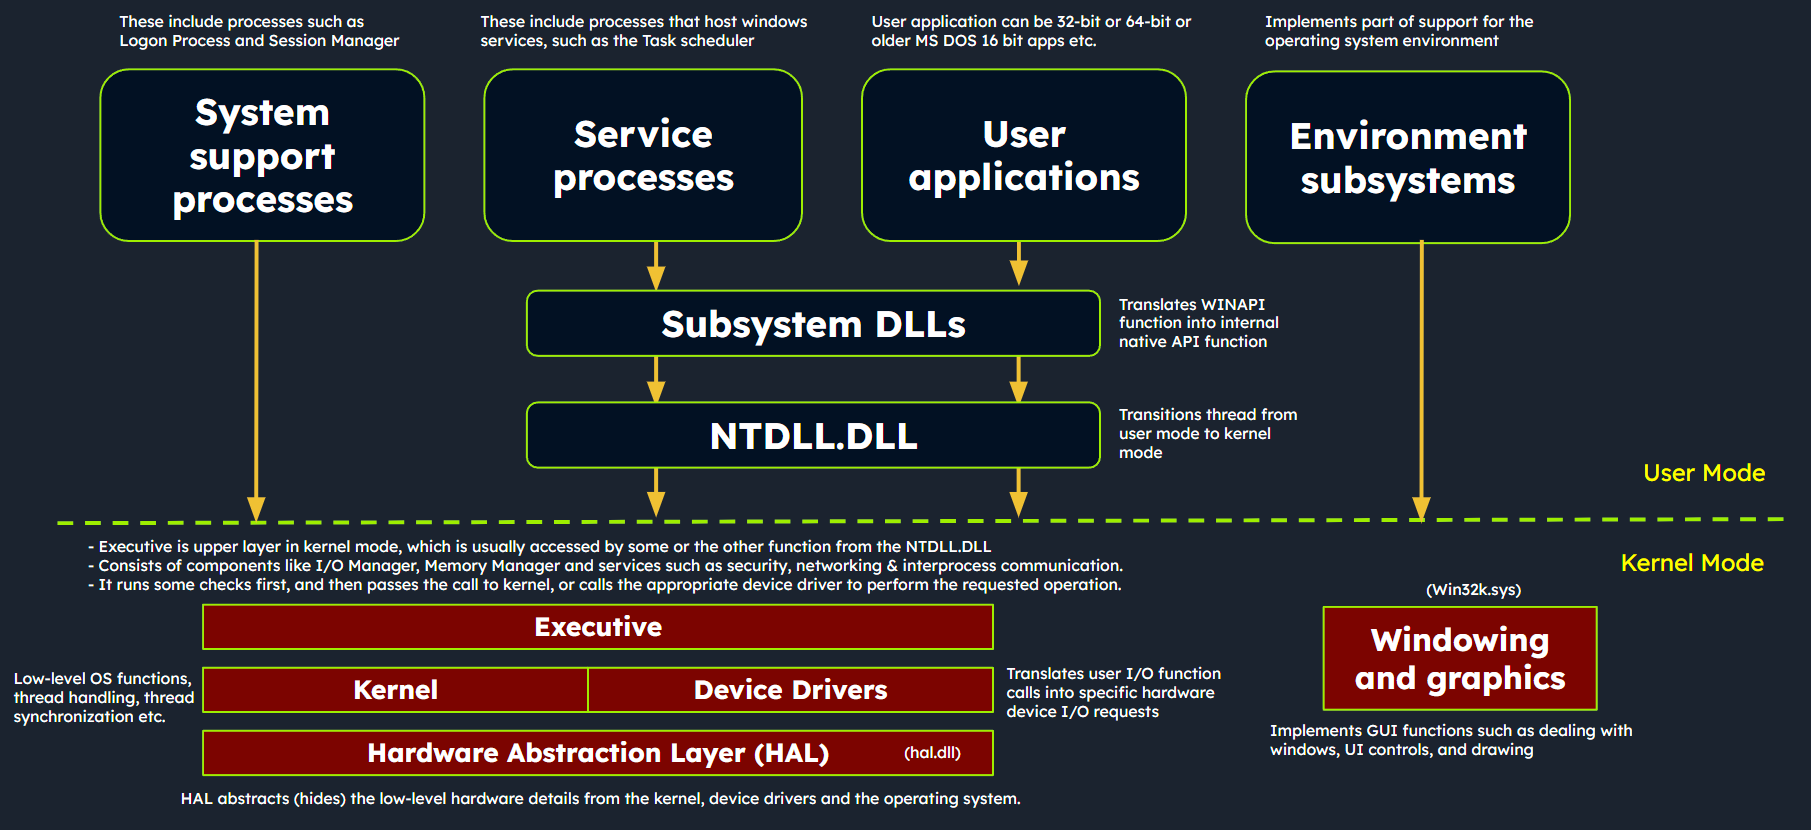 These include processes such as
Logon Process and Session Manager
These include processes that host windows
services, such as the Task scheduler
User application can be 32-bit or 64-bit or
older MS DOS 16 bit apps etc.
Implements part of support for the
operating system environment
System
support
processes
Service
processes
User
applications
Environment
subsystems
Subsystem DLLs
Translates WINAPI
function into internal
native API function
NTDLL.DLL
Transitions thread from
user mode to kernel
mode
User Mode
Kernel Mode
- Executive is upper layer in kernel mode, which is usually accessed by some or the other function from the NTDLL.DLL
- Consists of components like I/O Manager, Memory Manager and services such as security, networking & interprocess communication.
- It runs some checks first, and then passes the call to kernel, or calls the appropriate device driver to perform the requested operation.
Executive
Low-level OS functions,
thread handling, thread
synchronization etc.
Kernel
Device Drivers
Translates user I/O function
calls into specific hardware
device I/O requests
Hardware Abstraction Layer (HAL)
(hal.dll)
HAL abstracts (hides) the low-level hardware details from the kernel, device drivers and the operating system.
(Win32k.sys)
Windowing
and graphics
Implements GUI functions such as dealing with
windows, UI controls, and drawing